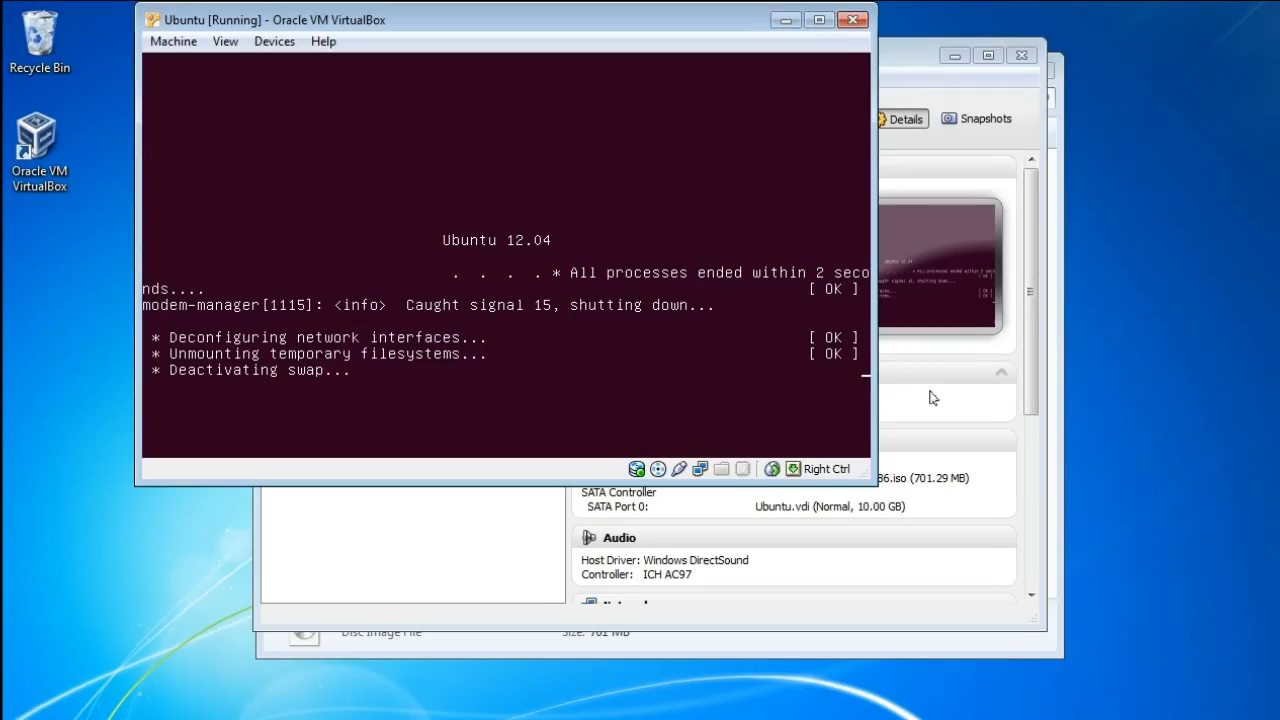 Recycle Bin
Oracle VM
VirtualBox
Ubuntu [Running] - Oracle VM VirtualBox
Machine View Devices Help
Ubuntu 12.04
. . . . * All processes ended within 2 seco
nds.... [ OK ]
modem-manager[1115]: <info> Caught signal 15, shutting down...
* Deconfiguring network interfaces... [ OK ]
* Unmounting temporary filesystems... [ OK ]
* Deactivating swap...
Right Ctrl
Details Snapshots
86.iso (701.29 MB)
SATA Controller
SATA Port 0: Ubuntu.vdi (Normal, 10.00 GB)
Audio
Host Driver: Windows DirectSound
Controller: ICH AC97
Disc Image File Size: 701 MB